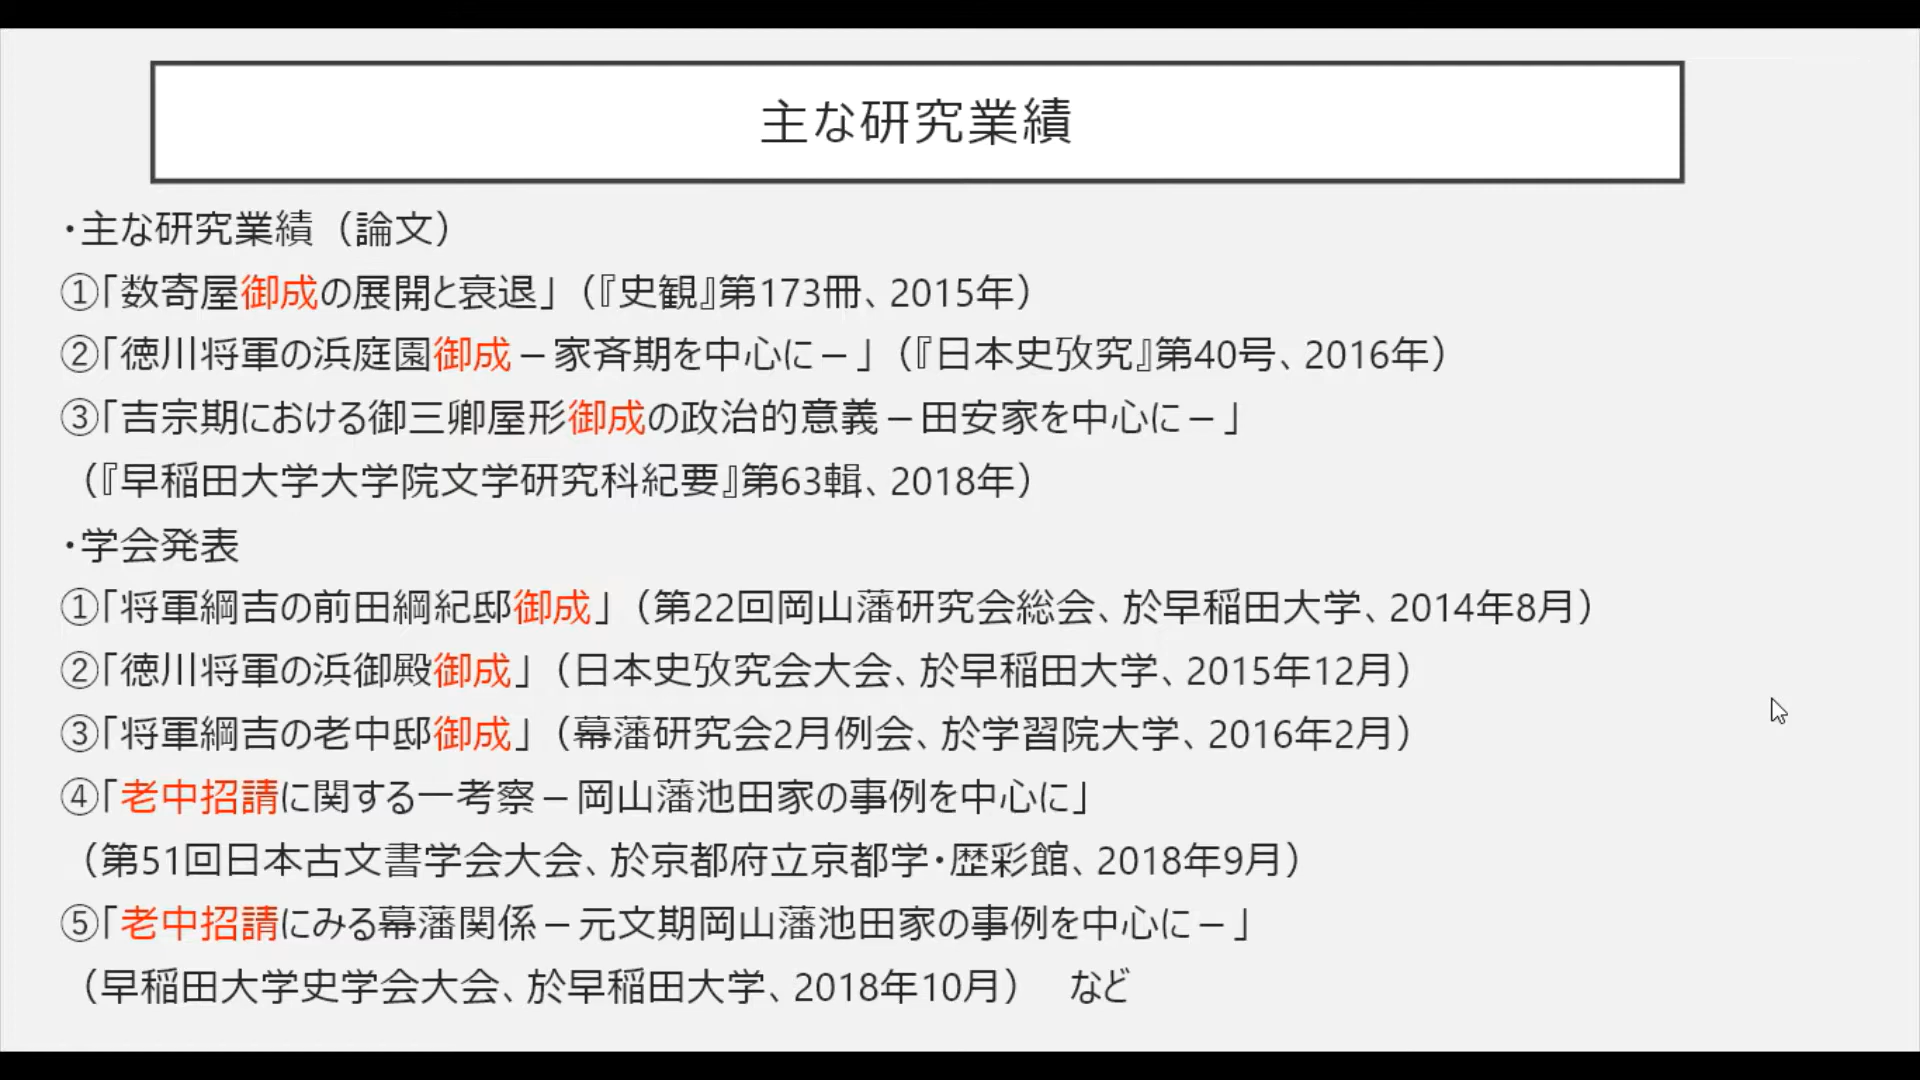 主な研究業績
・主な研究業績（論文）
①「数寄屋御成の展開と衰退」（『史観』第173冊、2015年）
②「徳川将軍の浜庭園御成－家斉期を中心に－」（『日本史攷究』第40号、2016年）
③「吉宗期における御三卿屋形御成の政治的意義－田安家を中心に－」
（『早稲田大学大学院文学研究科紀要』第63輯、2018年）
・学会発表
①「将軍綱吉の前田綱紀邸御成」（第22回岡山藩研究会総会、於早稲田大学、2014年8月）
②「徳川将軍の浜御殿御成」（日本史攷究会大会、於早稲田大学、2015年12月）
③「将軍綱吉の老中邸御成」（幕藩研究会2月例会、於学習院大学、2016年2月）
④「老中招請に関する一考察－岡山藩池田家の事例を中心に」
（第51回日本古文書学会大会、於京都府立京都学・歴彩館、2018年9月）
⑤「老中招請にみる幕藩関係－元文期岡山藩池田家の事例を中心に－」
（早稲田大学史学会大会、於早稲田大学、2018年10月）　など